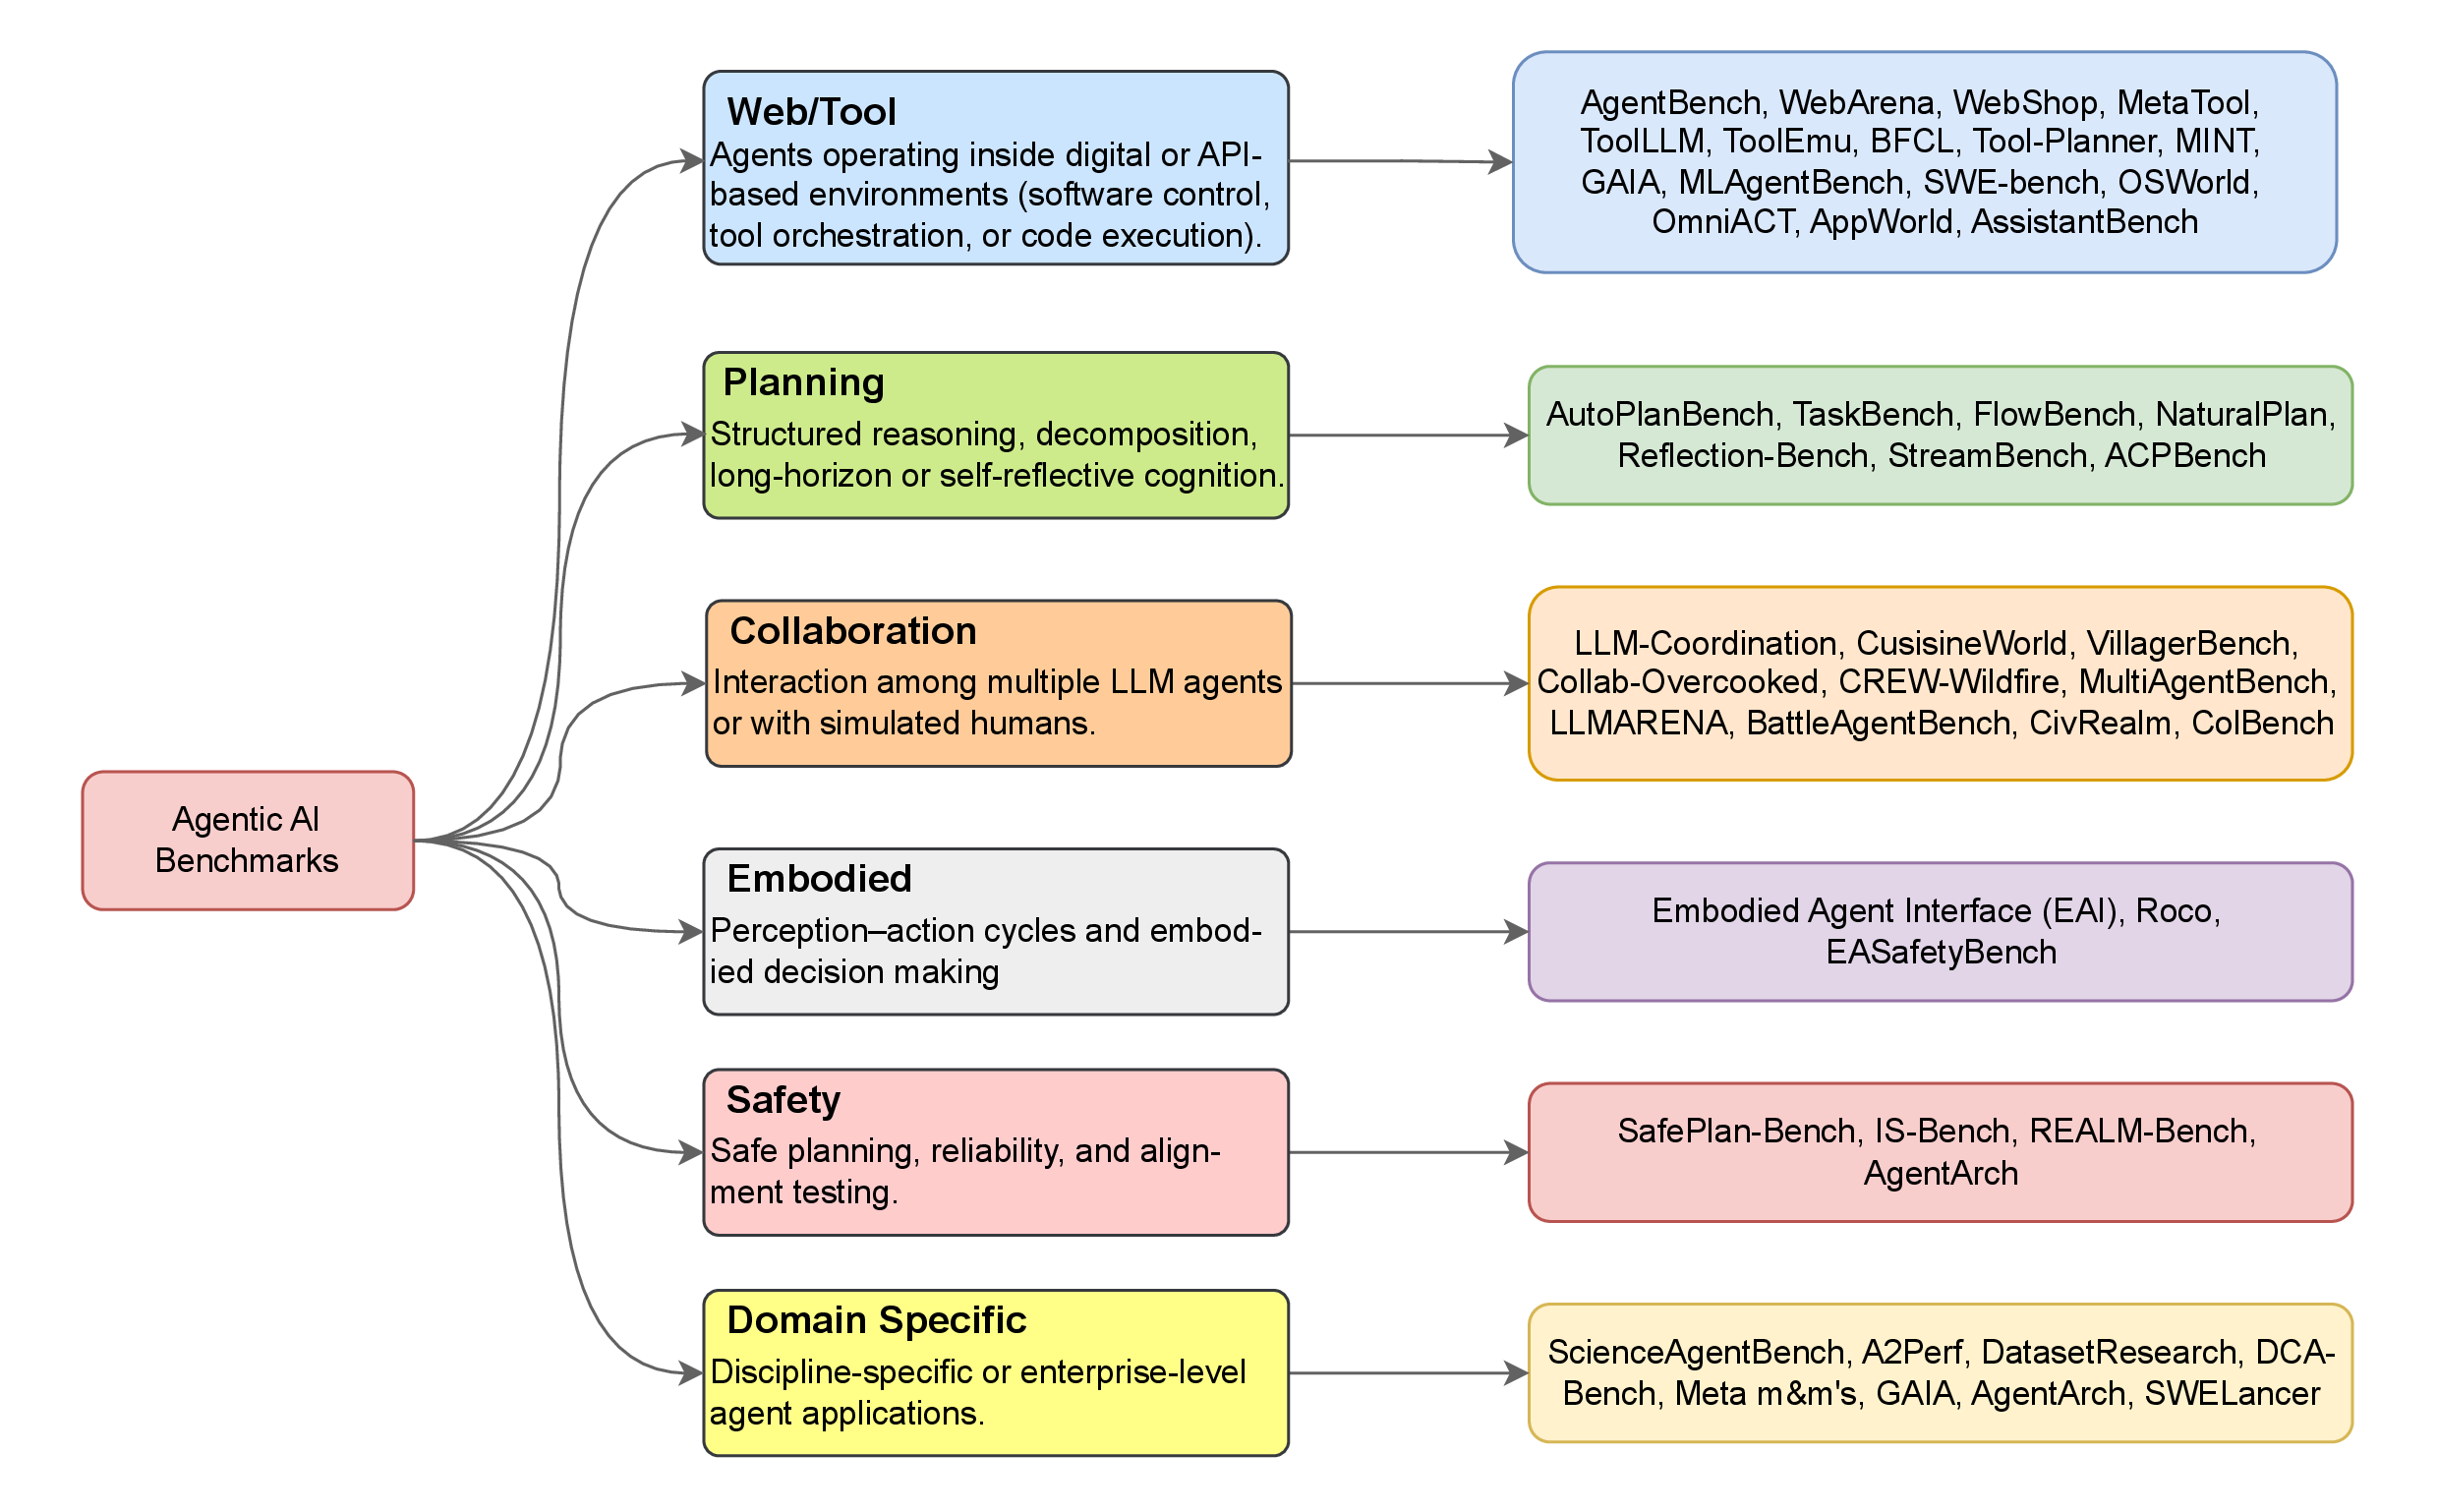 Agentic AI
Benchmarks
Web/Tool
Agents operating inside digital or API-
based environments (software control,
tool orchestration, or code execution).
AgentBench, WebArena, WebShop, MetaTool,
ToolLLM, ToolEmu, BFCL, Tool-Planner, MINT,
GAIA, MLAgentBench, SWE-bench, OSWorld,
OmniACT, AppWorld, AssistantBench
Planning
Structured reasoning, decomposition,
long-horizon or self-reflective cognition.
AutoPlanBench, TaskBench, FlowBench, NaturalPlan,
Reflection-Bench, StreamBench, ACPBench
Collaboration
Interaction among multiple LLM agents
or with simulated humans.
LLM-Coordination, CusisineWorld, VillagerBench,
Collab-Overcooked, CREW-Wildfire, MultiAgentBench,
LLMARENA, BattleAgentBench, CivRealm, ColBench
Embodied
Perception–action cycles and embod-
ied decision making
Embodied Agent Interface (EAI), Roco,
EASafetyBench
Safety
Safe planning, reliability, and align-
ment testing.
SafePlan-Bench, IS-Bench, REALM-Bench,
AgentArch
Domain Specific
Discipline-specific or enterprise-level
agent applications.
ScienceAgentBench, A2Perf, DatasetResearch, DCA-
Bench, Meta m&m's, GAIA, AgentArch, SWELancer